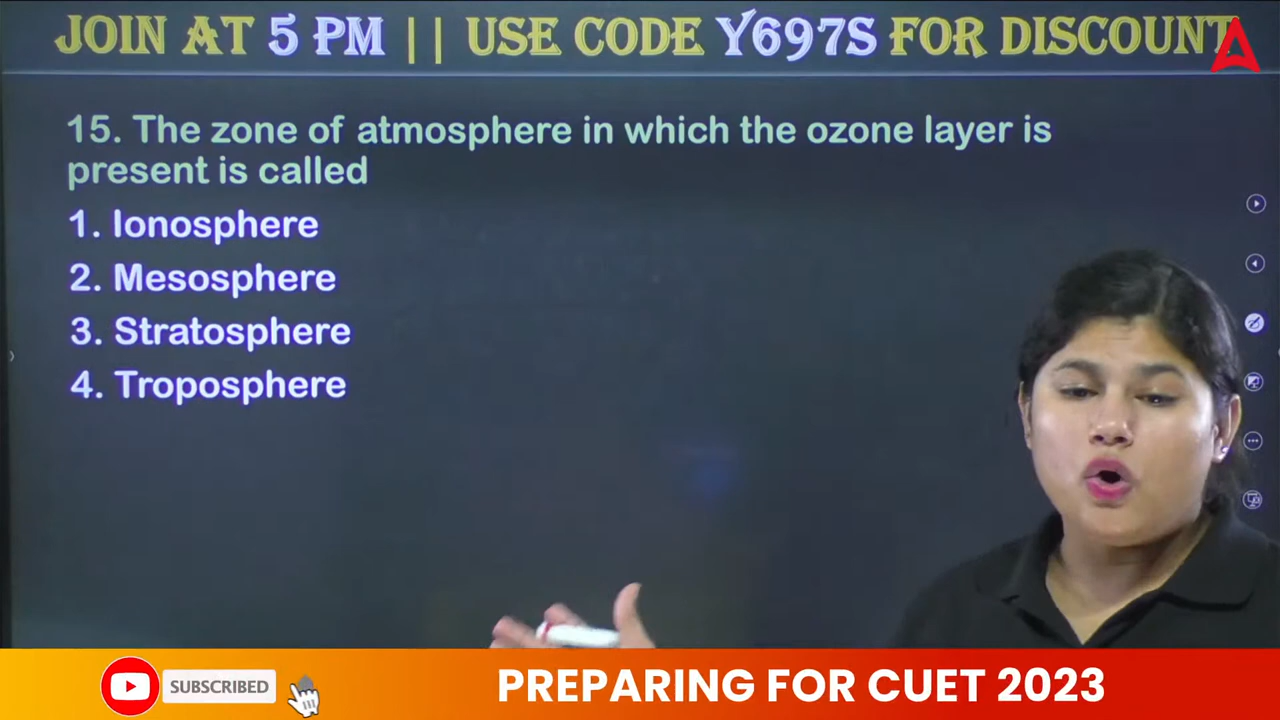 JOIN AT 5 PM || USE CODE Y697S FOR DISCOUNT
15. The zone of atmosphere in which the ozone layer is
present is called
1. Ionosphere
2. Mesosphere
3. Stratosphere
4. Troposphere
SUBSCRIBED
PREPARING FOR CUET 2023